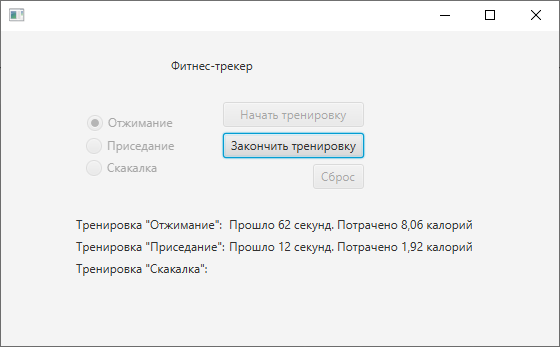 Фитнес-трекер
Отжимание
Начать тренировку
Приседание
Закончить тренировку
Скакалка
Сброс
Тренировка "Отжимание": Прошло 62 секунд. Потрачено 8,06 калорий
Тренировка "Приседание": Прошло 12 секунд. Потрачено 1,92 калорий
Тренировка "Скакалка":